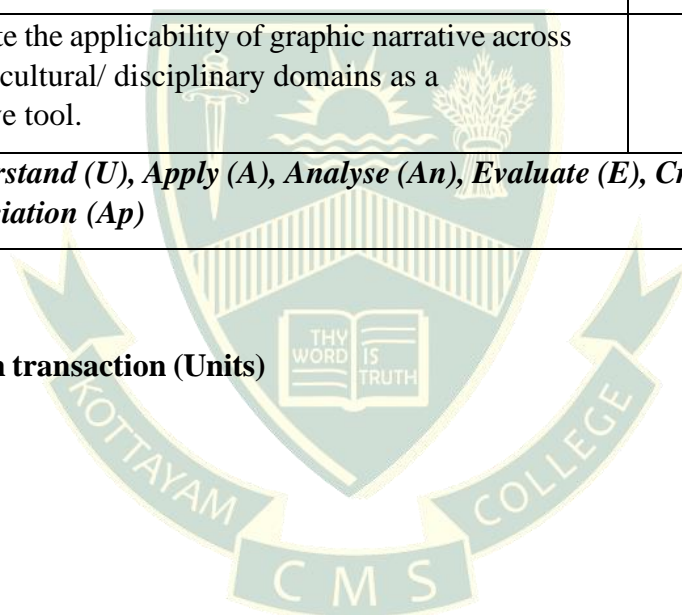 te the applicability of graphic narrative across
cultural/ disciplinary domains as a
ve tool.
rstand (U), Apply (A), Analyse (An), Evaluate (E), Cr
iation (Ap)
n transaction (Units)
THY WORD IS TRUTH
KOTTAYAM CMS COLLEGE